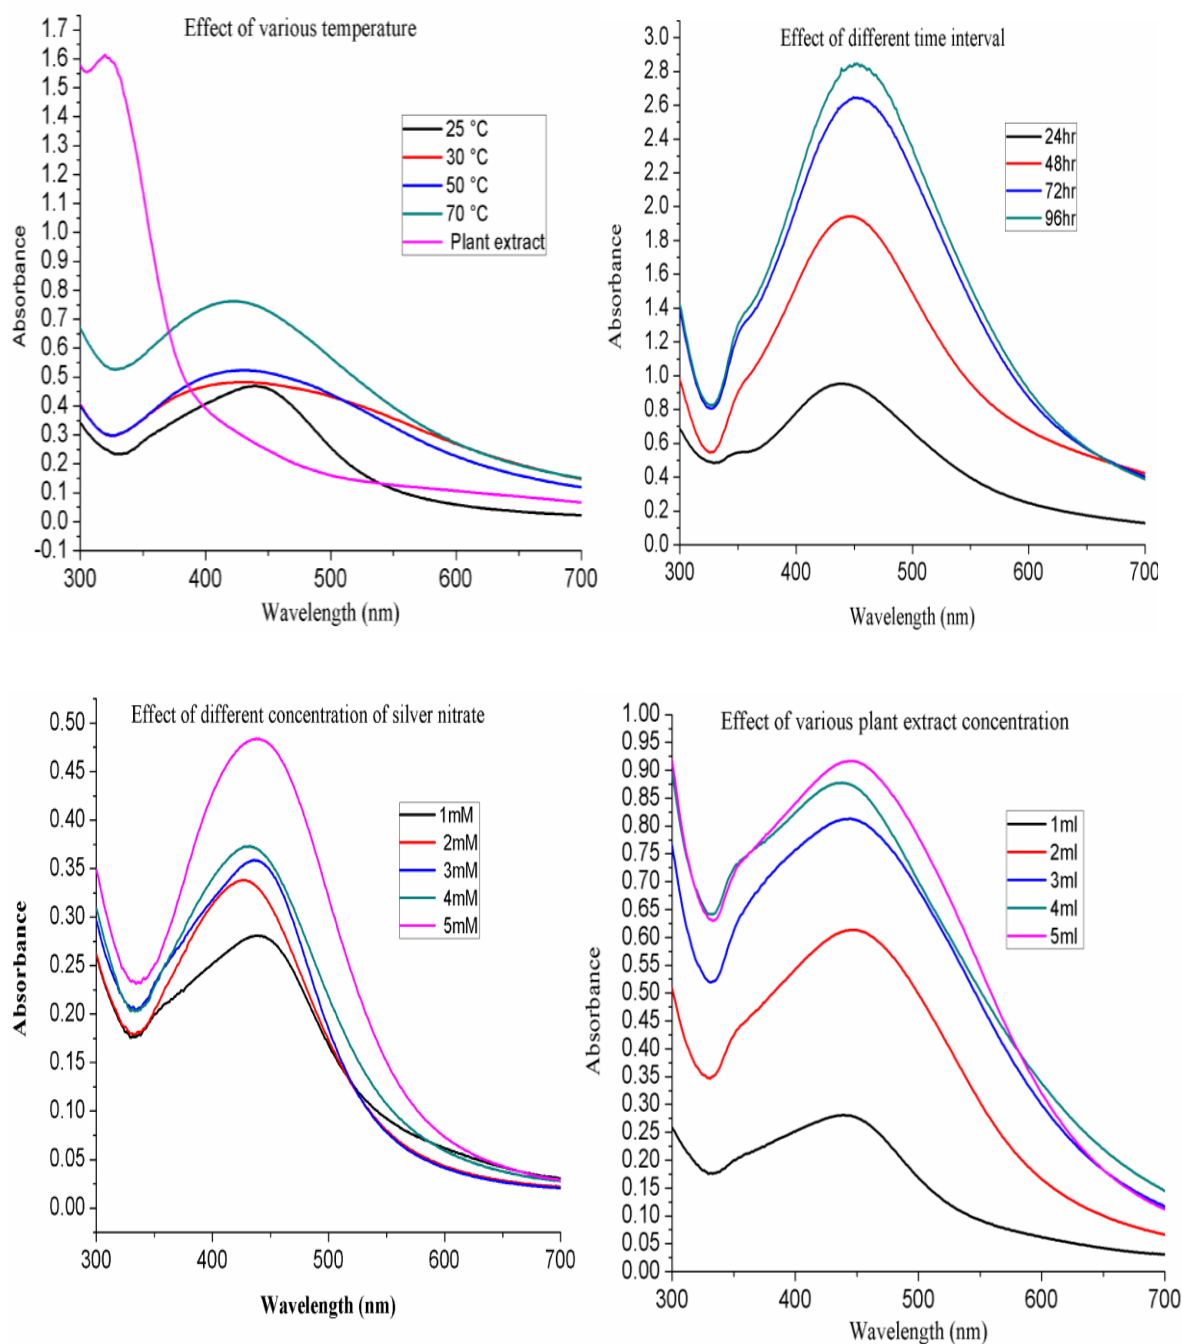 Effect of various temperature
1.7
1.6
1.5
1.4
1.3
1.2
1.1
1.0
0.9
0.8
0.7
0.6
0.5
0.4
0.3
0.2
0.1
0.0
-0.1
Absorbance
25 °C
30 °C
50 °C
70 °C
Plant extract
300 400 500 600 700
Wavelength (nm)
Effect of different time interval
3.0
2.8
2.6
2.4
2.2
2.0
1.8
1.6
1.4
1.2
1.0
0.8
0.6
0.4
0.2
0.0
Absorbance
24hr
48hr
72hr
96hr
300 400 500 600 700
Wavelength (nm)
Effect of different concentration of silver nitrate
0.50
0.45
0.40
0.35
0.30
0.25
0.20
0.15
0.10
0.05
0.00
Absorbance
1mM
2mM
3mM
4mM
5mM
300 400 500 600 700
Wavelength (nm)
Effect of various plant extract concentration
1.00
0.95
0.90
0.85
0.80
0.75
0.70
0.65
0.60
0.55
0.50
0.45
0.40
0.35
0.30
0.25
0.20
0.15
0.10
0.05
0.00
Absorbance
1ml
2ml
3ml
4ml
5ml
300 400 500 600 700
Wavelength (nm)